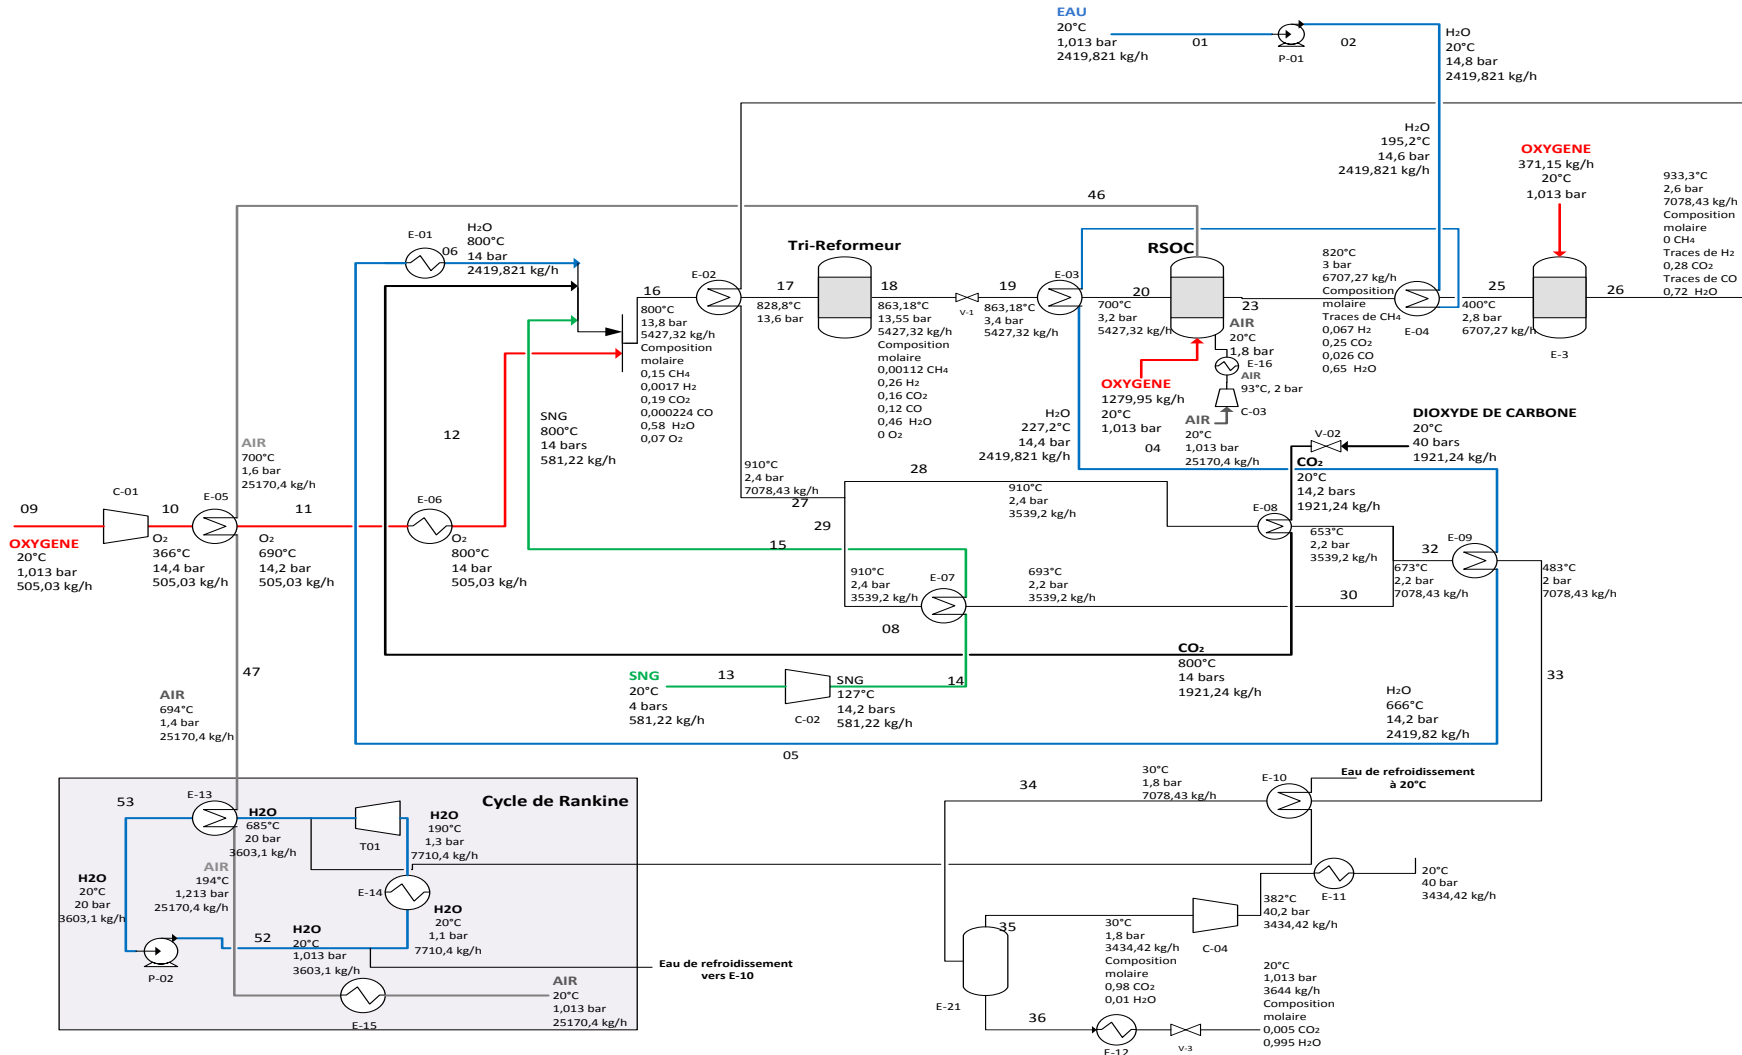 EAU
20°C
1,013 bar
2419,821 kg/h
01
02
P-01
H₂O
20°C
14,8 bar
2419,821 kg/h
H₂O
195,2°C
14,6 bar
2419,821 kg/h
OXYGENE
371,15 kg/h
20°C
1,013 bar
933,3°C
2,6 bar
7078,43 kg/h
Composition
molaire
0 CH₄
Traces de H₂
0,28 CO₂
Traces de CO
0,72 H₂O
46
E-01
06
H₂O
800°C
14 bar
2419,821 kg/h
Tri-Reformeur
RSOC
E-02
16
17
18
19
E-03
20
23
25
26
800°C
13,8 bar
5427,32 kg/h
Composition
molaire
0,15 CH₄
0,0017 H₂
0,19 CO₂
0,000224 CO
0,58 H₂O
0,07 O₂
828,8°C
13,6 bar
863,18°C
13,55 bar
5427,32 kg/h
Composition
molaire
0,00112 CH₄
0,26 H₂
0,16 CO₂
0,12 CO
0,46 H₂O
0 O₂
V-1
863,18°C
3,4 bar
5427,32 kg/h
700°C
3,2 bar
5427,32 kg/h
820°C
3 bar
6707,27 kg/h
Composition
molaire
Traces de CH₄
0,067 H₂
0,25 CO₂
0,026 CO
0,65 H₂O
E-04
400°C
2,8 bar
6707,27 kg/h
E-3
AIR
20°C
1,8 bar
E-16
AIR
93°C, 2 bar
C-03
AIR
20°C
1,013 bar
25170,4 kg/h
OXYGENE
1279,95 kg/h
20°C
1,013 bar
04
DIOXYDE DE CARBONE
20°C
40 bars
1921,24 kg/h
V-02
CO₂
20°C
14,2 bars
1921,24 kg/h
H₂O
227,2°C
14,4 bar
2419,821 kg/h
12
SNG
800°C
14 bars
581,22 kg/h
AIR
700°C
1,6 bar
25170,4 kg/h
09
C-01
10
E-05
11
E-06
OXYGENE
20°C
1,013 bar
505,03 kg/h
O₂
366°C
14,4 bar
505,03 kg/h
O₂
690°C
14,2 bar
505,03 kg/h
O₂
800°C
14 bar
505,03 kg/h
910°C
2,4 bar
7078,43 kg/h
27
28
29
15
910°C
2,4 bar
3539,2 kg/h
E-08
653°C
2,2 bar
3539,2 kg/h
32
E-09
673°C
2,2 bar
7078,43 kg/h
483°C
2 bar
7078,43 kg/h
910°C
2,4 bar
3539,2 kg/h
E-07
693°C
2,2 bar
3539,2 kg/h
30
08
CO₂
800°C
14 bars
1921,24 kg/h
SNG
20°C
4 bars
581,22 kg/h
13
C-02
SNG
127°C
14,2 bars
581,22 kg/h
14
47
AIR
694°C
1,4 bar
25170,4 kg/h
33
H₂O
666°C
14,2 bar
2419,82 kg/h
05
Cycle de Rankine
53
E-13
H2O
685°C
20 bar
3603,1 kg/h
T01
H2O
190°C
1,3 bar
7710,4 kg/h
AIR
194°C
1,213 bar
25170,4 kg/h
H2O
20°C
20 bar
3603,1 kg/h
E-14
H2O
20°C
1,1 bar
7710,4 kg/h
52
H2O
20°C
1,013 bar
3603,1 kg/h
P-02
E-15
AIR
20°C
1,013 bar
25170,4 kg/h
Eau de refroidissement
vers E-10
34
30°C
1,8 bar
7078,43 kg/h
E-10
Eau de refroidissement
à 20°C
E-11
20°C
40 bar
3434,42 kg/h
382°C
40,2 bar
3434,42 kg/h
C-04
35
30°C
1,8 bar
3434,42 kg/h
Composition
molaire
0,98 CO₂
0,01 H₂O
E-21
36
E-12
V-3
20°C
1,013 bar
3644 kg/h
Composition
molaire
0,005 CO₂
0,995 H₂O